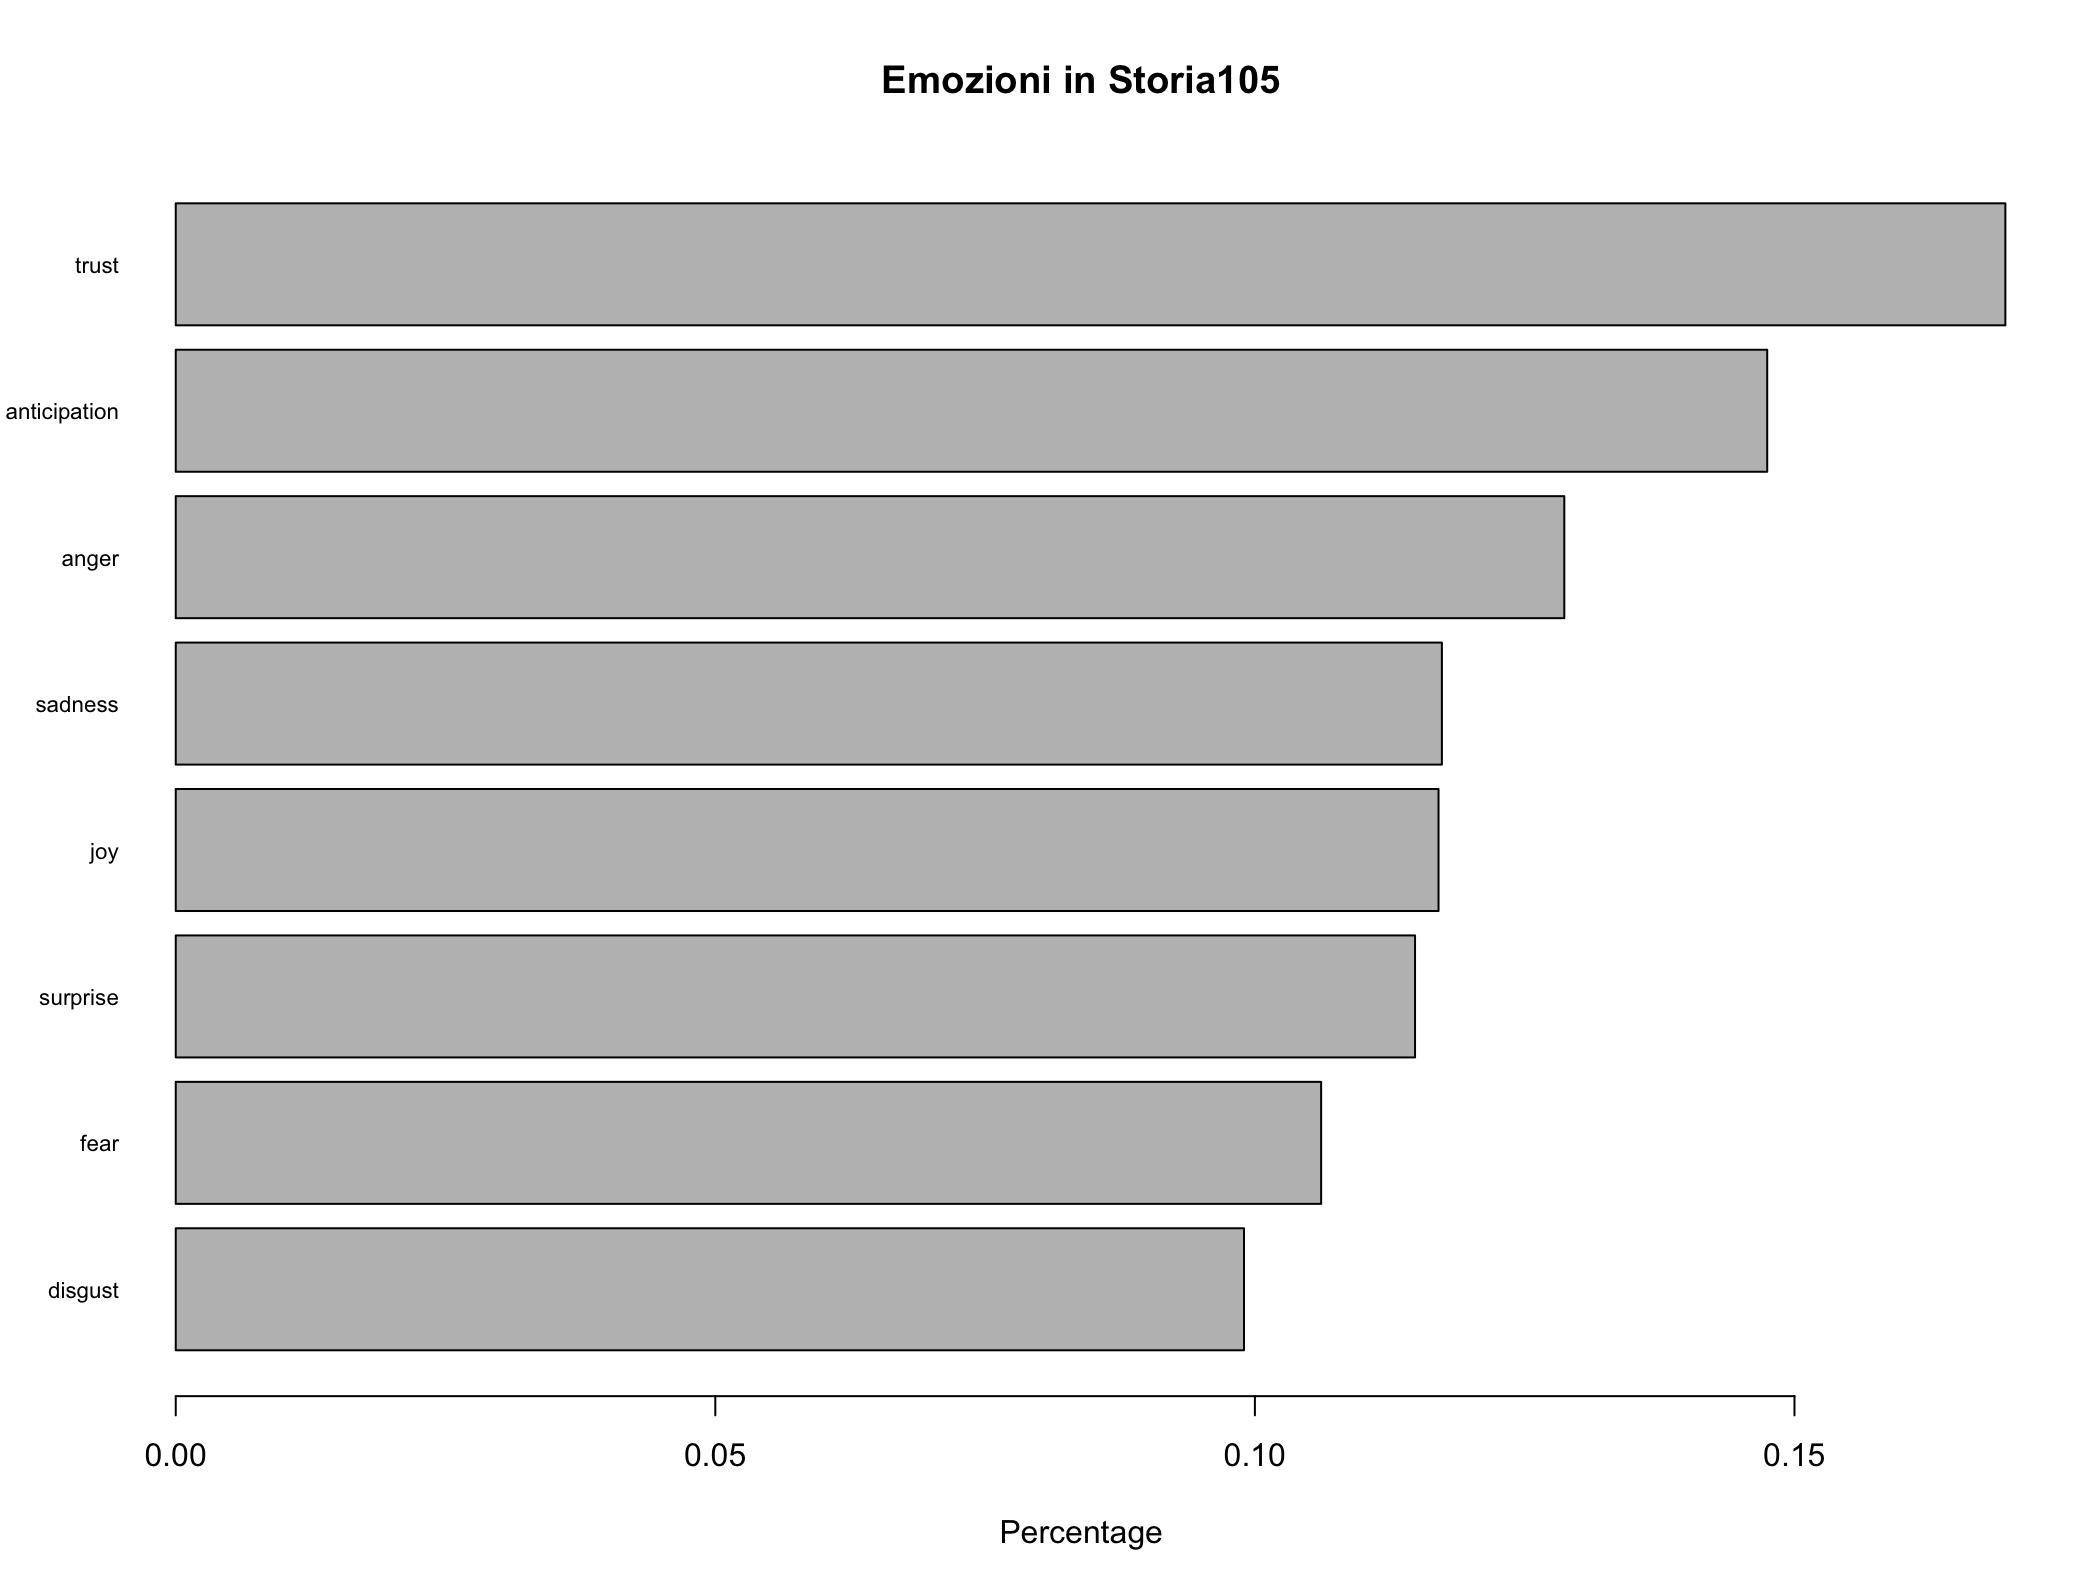 Emozioni in Storia105
trust
anticipation
anger
sadness
joy
surprise
fear
disgust
0.00 0.05 0.10 0.15
Percentage